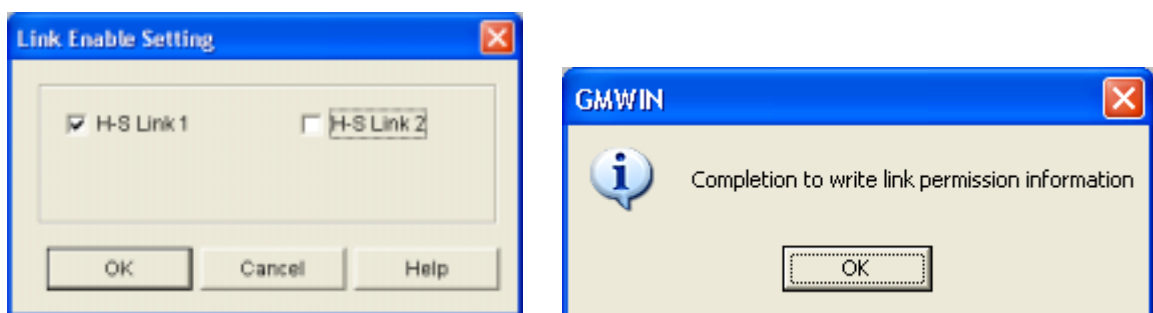 Link Enable Setting
H-S Link 1
H-S Link 2
OK
Cancel
Help
GMWIN
Completion to write link permission information
OK